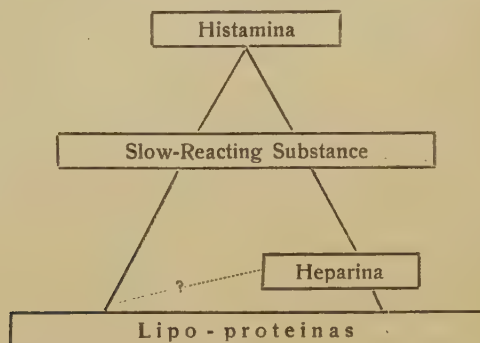 Histamina
Slow-Reacting Substance
Heparina
?
Lipo-proteinas